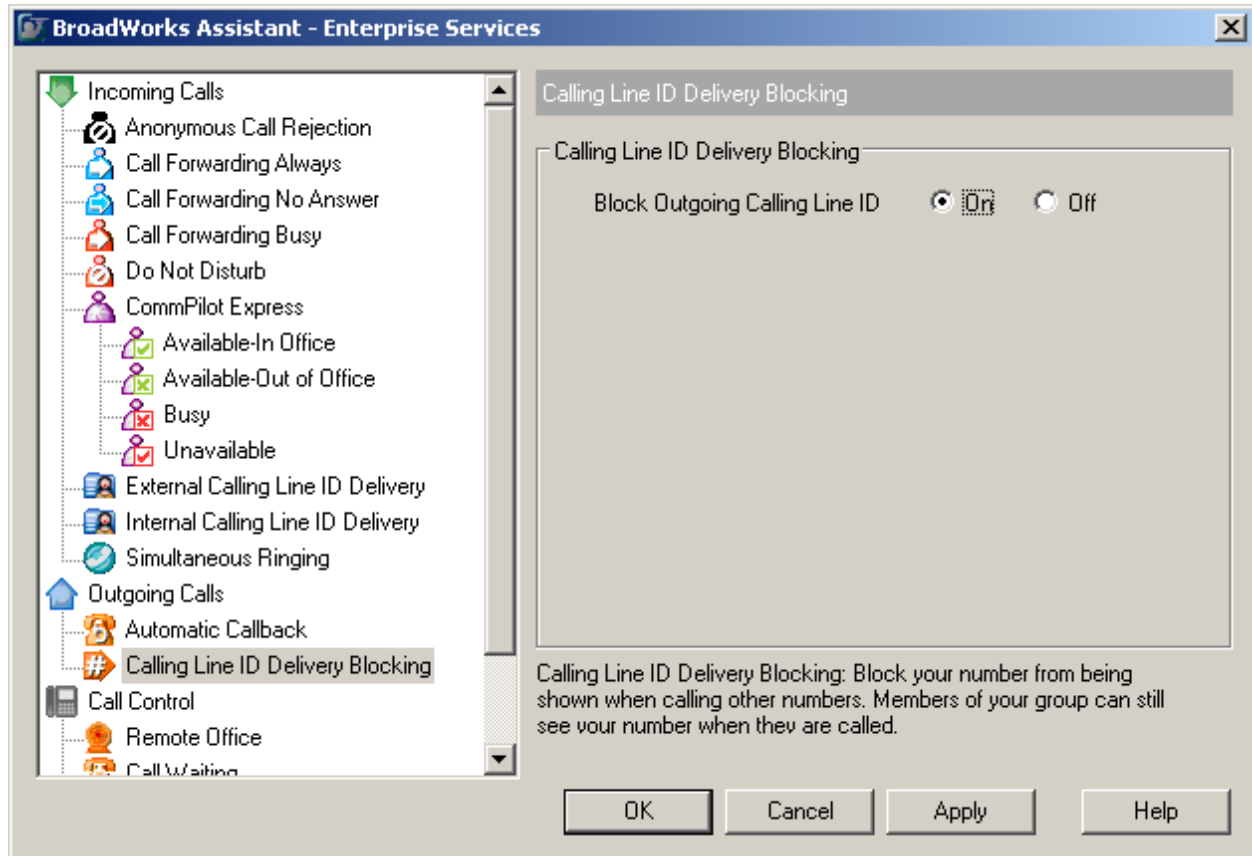 BroadWorks Assistant - Enterprise Services
Incoming Calls
Anonymous Call Rejection
Call Forwarding Always
Call Forwarding No Answer
Call Forwarding Busy
Do Not Disturb
CommPilot Express
Available-In Office
Available-Out of Office
Busy
Unavailable
External Calling Line ID Delivery
Internal Calling Line ID Delivery
Simultaneous Ringing
Outgoing Calls
Automatic Callback
Calling Line ID Delivery Blocking
Call Control
Remote Office
Call Waiting
Calling Line ID Delivery Blocking
Calling Line ID Delivery Blocking
Block Outgoing Calling Line ID On Off
Calling Line ID Delivery Blocking: Block your number from being
shown when calling other numbers. Members of your group can still
see your number when they are called.
OK Cancel Apply Help